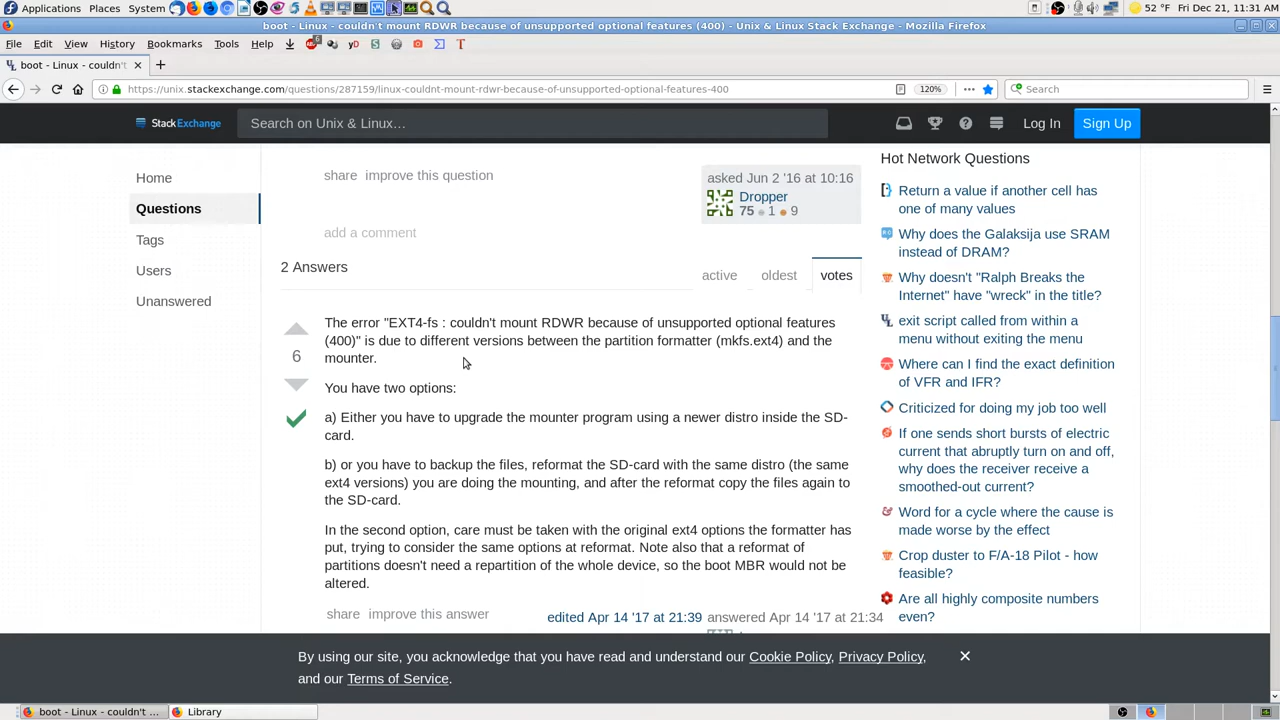 Applications Places System 52 °F Fri Dec 21, 11:31 AM
boot - Linux - couldn't mount RDWR because of unsupported optional features (400) - Unix & Linux Stack Exchange - Mozilla Firefox
File Edit View History Bookmarks Tools Help
boot - Linux - couldn't
https://unix.stackexchange.com/questions/287159/linux-couldnt-mount-rdwr-because-of-unsupported-optional-features-400 120% Search
StackExchange Search on Unix & Linux… Log In Sign Up
Home
Questions
Tags
Users
Unanswered
share improve this question
asked Jun 2 '16 at 10:16
Dropper
75 1 9
add a comment
2 Answers
active oldest votes
6
The error "EXT4-fs : couldn't mount RDWR because of unsupported optional features
(400)" is due to different versions between the partition formatter (mkfs.ext4) and the
mounter.
You have two options:
a) Either you have to upgrade the mounter program using a newer distro inside the SD-
card.
b) or you have to backup the files, reformat the SD-card with the same distro (the same
ext4 versions) you are doing the mounting, and after the reformat copy the files again to
the SD-card.
In the second option, care must be taken with the original ext4 options the formatter has
put, trying to consider the same options at reformat. Note also that a reformat of
partitions doesn't need a repartition of the whole device, so the boot MBR would not be
altered.
share improve this answer
edited Apr 14 '17 at 21:39 answered Apr 14 '17 at 21:34
Hot Network Questions
Return a value if another cell has
one of many values
Why does the Galaksija use SRAM
instead of DRAM?
Why doesn't "Ralph Breaks the
Internet" have "wreck" in the title?
exit script called from within a
menu without exiting the menu
Where can I find the exact definition
of VFR and IFR?
Criticized for doing my job too well
If one sends short bursts of electric
current that abruptly turn on and off,
why does the receiver receive a
smoothed-out current?
Word for a cycle where the cause is
made worse by the effect
Crop duster to F/A-18 Pilot - how
feasible?
Are all highly composite numbers
even?
By using our site, you acknowledge that you have read and understand our Cookie Policy, Privacy Policy,
and our Terms of Service.
boot - Linux - couldn't ... Library